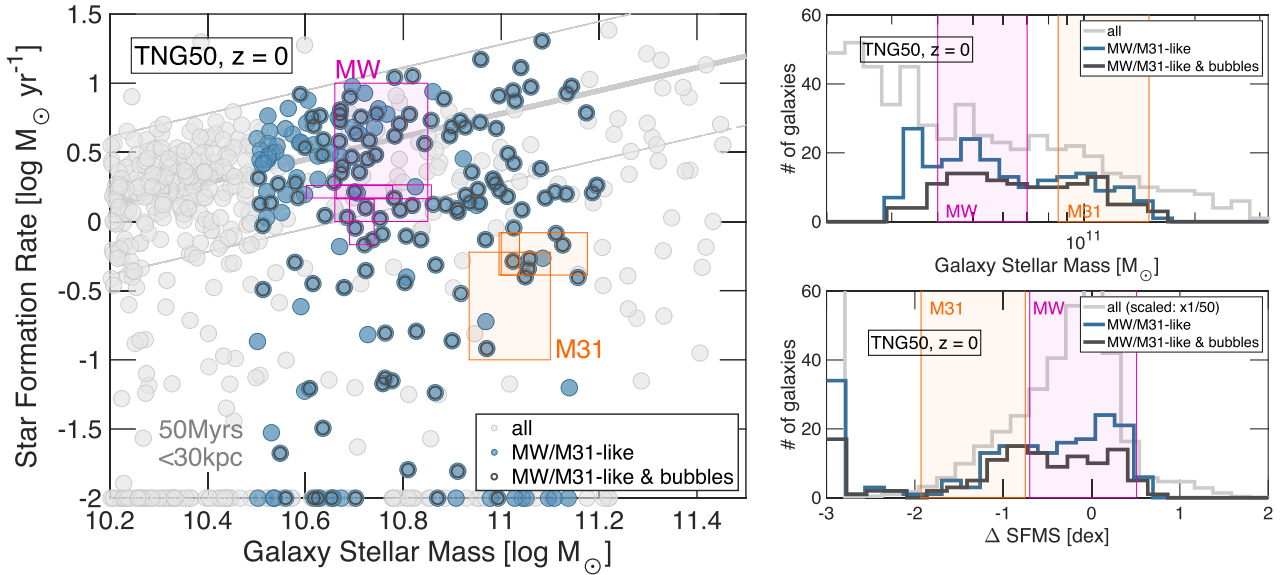 1.5
1
0.5
0
-0.5
-1
-1.5
-2
10.2
10.4
10.6
10.8
11
11.2
11.4
Star Formation Rate [log M⊙ yr⁻¹]
Galaxy Stellar Mass [log M⊙]
TNG50, z = 0
MW
M31
50Myrs
<30kpc
all
MW/M31-like
MW/M31-like & bubbles
60
40
20
0
# of galaxies
TNG50, z = 0
all
MW/M31-like
MW/M31-like & bubbles
MW
M31
10¹¹
Galaxy Stellar Mass [M⊙]
60
40
20
0
# of galaxies
M31
MW
TNG50, z = 0
all (scaled: x1/50)
MW/M31-like
MW/M31-like & bubbles
-3
-2
-1
0
1
2
Δ SFMS [dex]